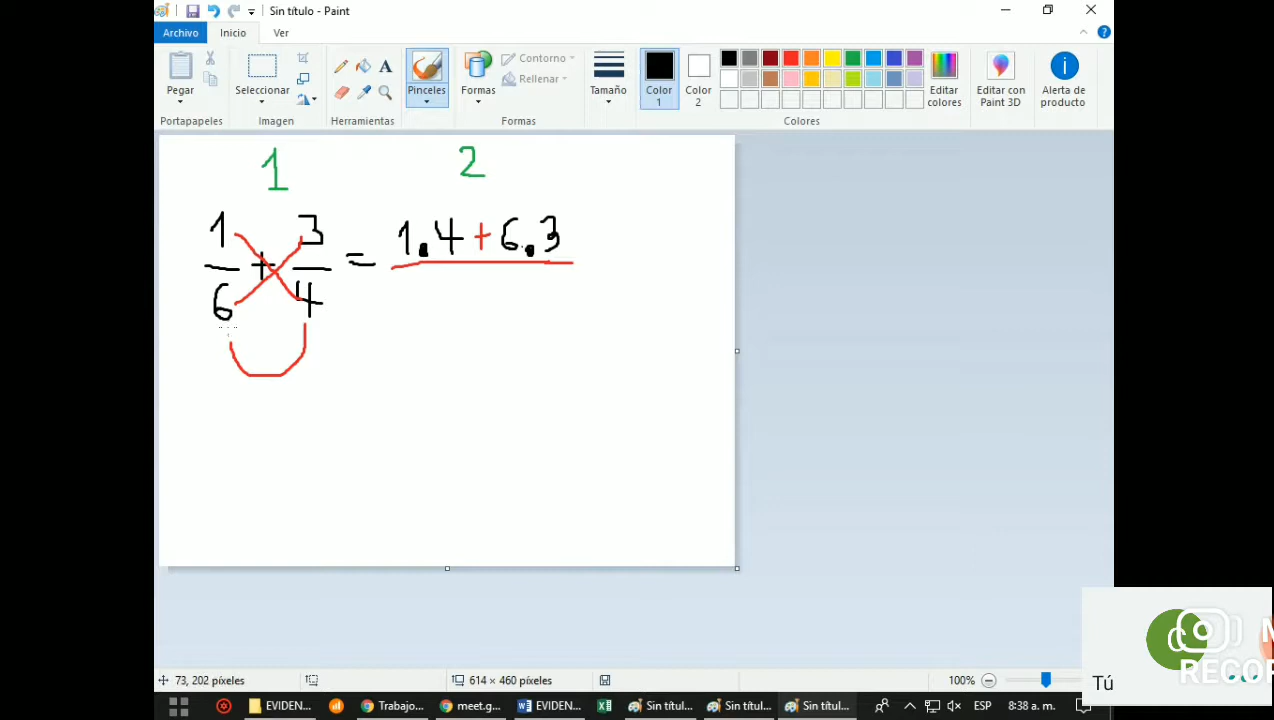 Sin título - Paint
Archivo Inicio Ver
Pegar Seleccionar Pinceles Formas Contorno Rellenar Tamaño Color 1 Color 2 Editar colores Editar con Paint 3D Alerta de producto
Portapapeles Imagen Herramientas Formas Colores
1 2
1 3 1.4 + 6.3
+ =
6 4
73, 202 píxeles 614 × 460 píxeles 100%
RECOR
Tú
EVIDEN... Trabajo... meet.g... EVIDEN... Sin títul... Sin títul... Sin títul... ESP 8:38 a. m.